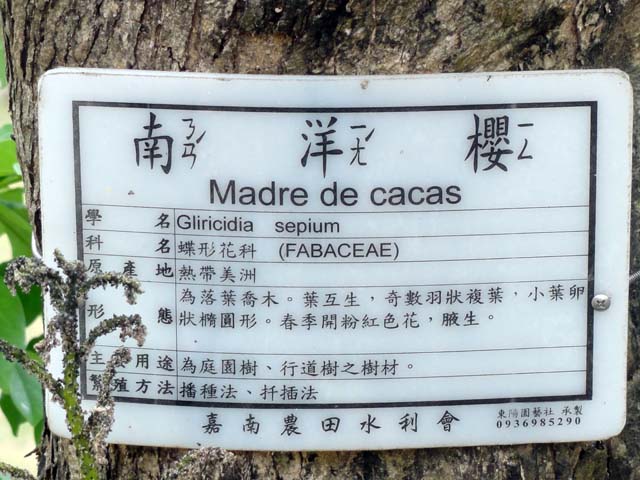 南ㄋㄢˊ 洋ㄧㄤˊ 櫻ㄧㄥ
Madre de cacas
學 名 Gliricidia sepium
科 名 蝶形花科 (FABACEAE)
原 產 地 熱帶美洲
形 態 為落葉喬木。葉互生，奇數羽狀複葉，小葉卵
狀橢圓形。春季開粉紅色花，腋生。
主要用途 為庭園樹、行道樹之樹材。
繁殖方法 播種法、扦插法
嘉南農田水利會
東陽園藝社 承製
0936985290